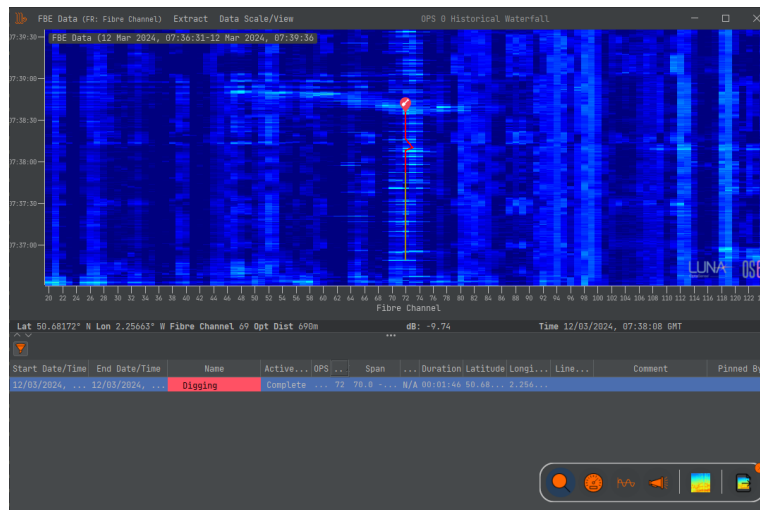 FBE Data (FR: Fibre Channel) Extract Data Scale/View OPS 0 Historical Waterfall
FBE Data (12 Mar 2024, 07:36:31-12 Mar 2024, 07:39:36
07:39:30
07:39:00
07:38:30
07:38:00
07:37:30
07:37:00
LUNA OS
20 22 24 26 28 30 32 34 36 38 40 42 44 46 48 50 52 54 56 58 60 62 64 66 68 70 72 74 76 78 80 82 84 86 88 90 92 94 96 98 100 102 104 106 108 110 112 114 116 118 120 122
Fibre Channel
Lat 50.68172° N Lon 2.25663° W Fibre Channel 69 Opt Dist 690m dB: -9.74 Time 12/03/2024, 07:38:08 GMT
Start Date/Time End Date/Time Name Active... OPS .. Span ... Duration Latitude Longi... Line... Comment Pinned By
12/03/2024, ... 12/03/2024, ... Digging Complete ... 72 70.0 -... N/A 00:01:46 50.68... 2.256...